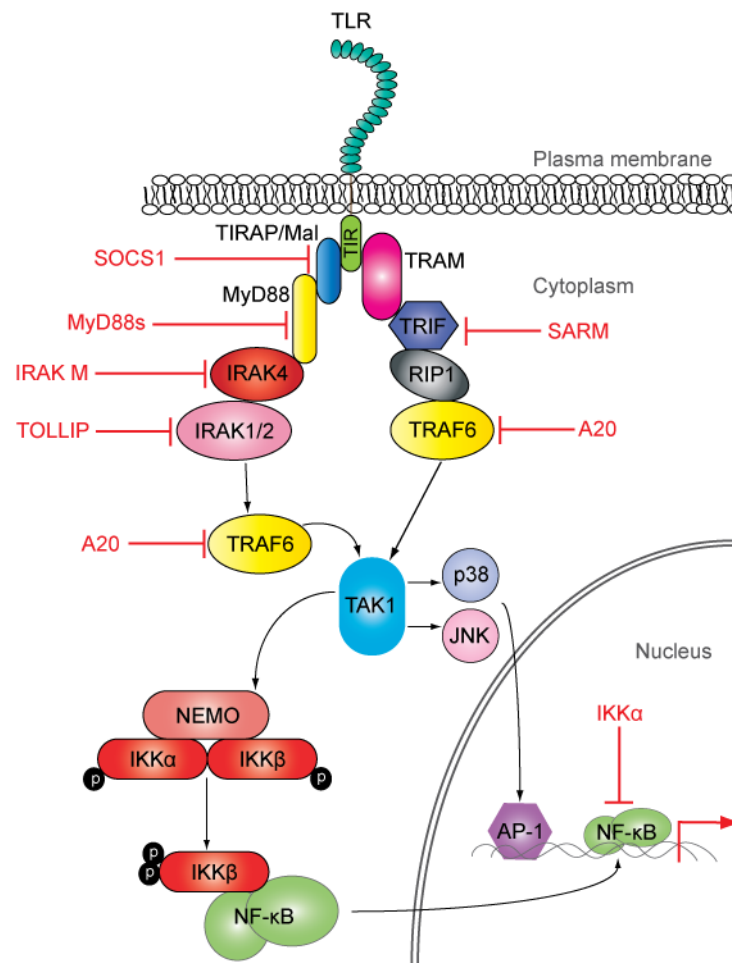 TLR
Plasma membrane
TIRAP/Mal
TIR
SOCS1
TRAM
MyD88
Cytoplasm
MyD88s
TRIF
SARM
IRAK M
IRAK4
RIP1
TOLLIP
IRAK1/2
TRAF6
A20
A20
TRAF6
p38
TAK1
JNK
Nucleus
NEMO
IKKα
IKKα
IKKβ
p
p
AP-1
NF-κB
p
p
IKKβ
NF-κB